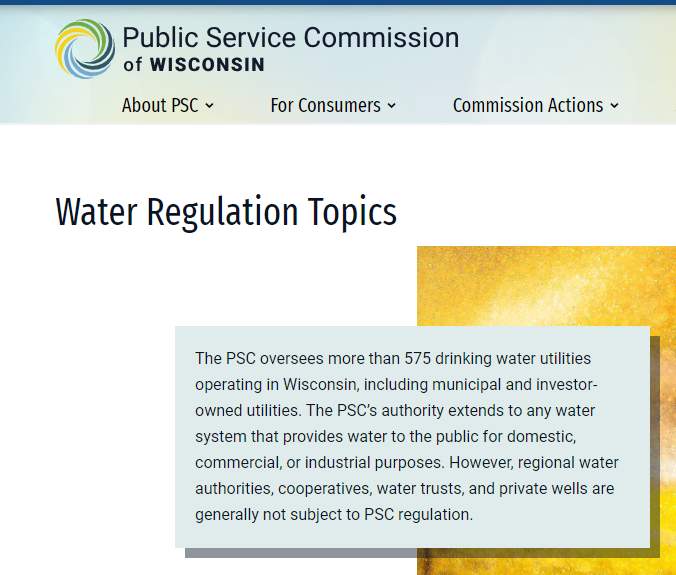 Public Service Commission
of WISCONSIN
About PSC For Consumers Commission Actions
Water Regulation Topics
The PSC oversees more than 575 drinking water utilities
operating in Wisconsin, including municipal and investor-
owned utilities. The PSC’s authority extends to any water
system that provides water to the public for domestic,
commercial, or industrial purposes. However, regional water
authorities, cooperatives, water trusts, and private wells are
generally not subject to PSC regulation.